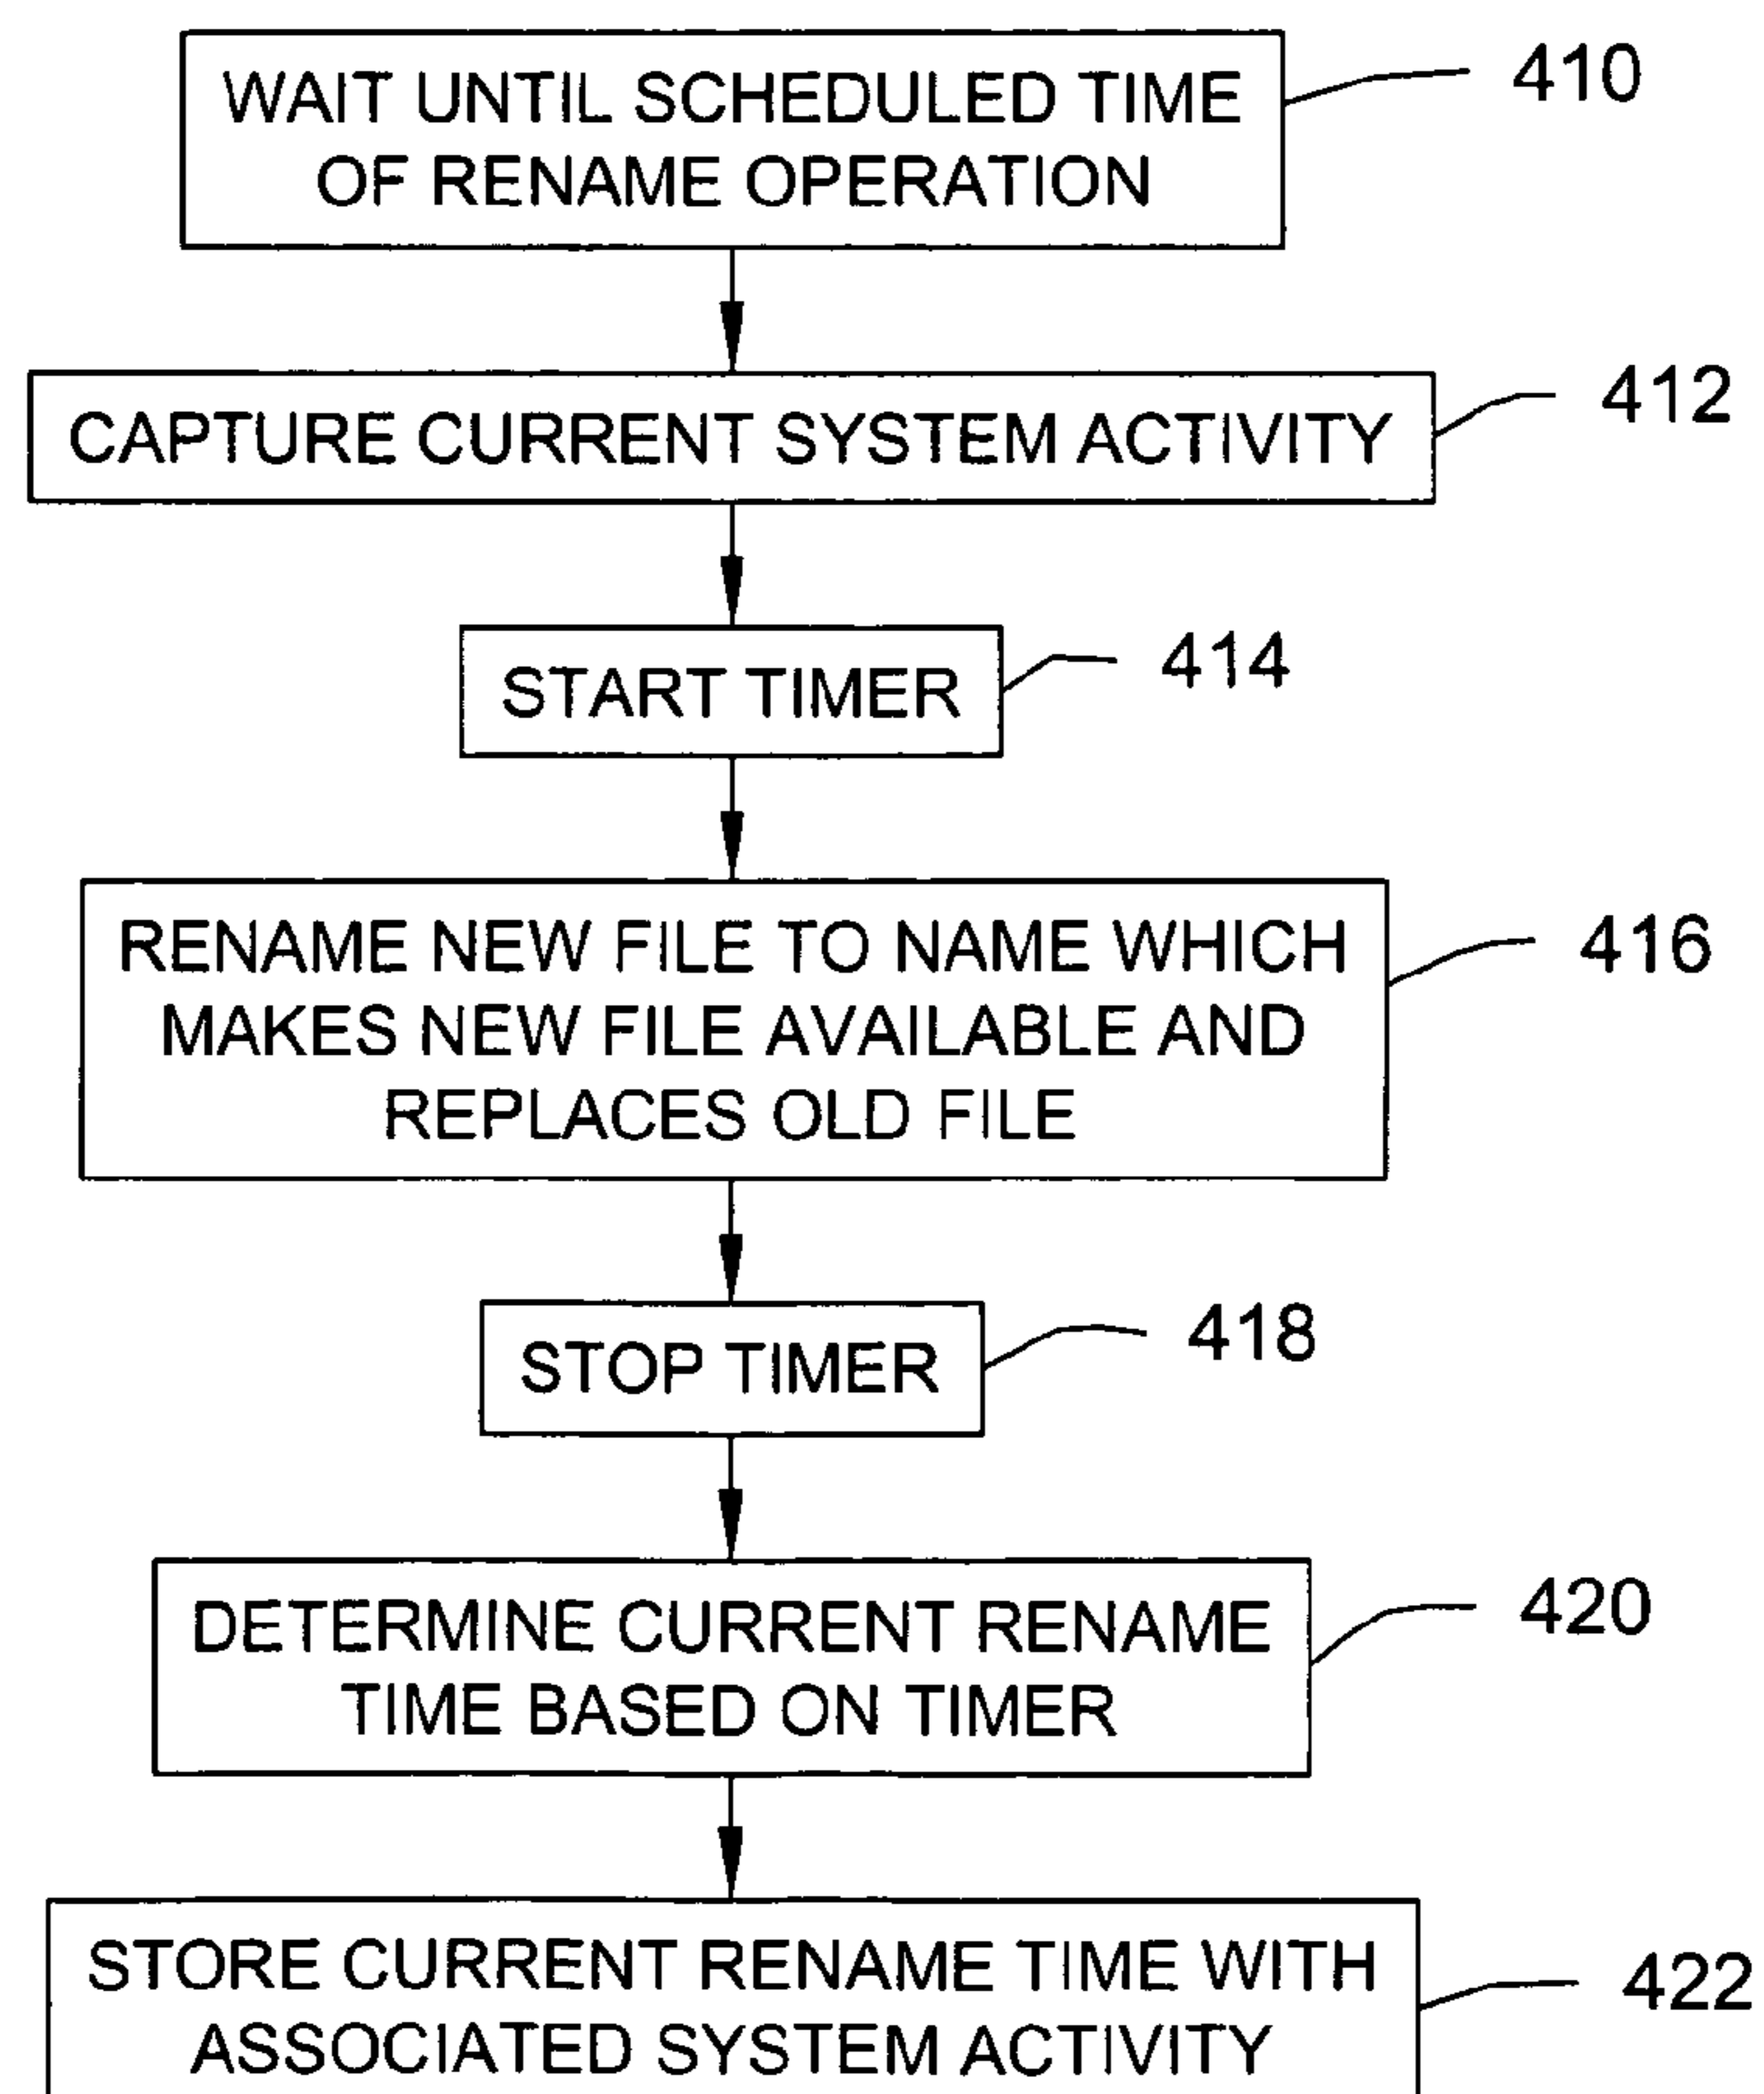 WAIT UNTIL SCHEDULED TIME
OF RENAME OPERATION
410
CAPTURE CURRENT SYSTEM ACTIVITY
412
START TIMER
414
RENAME NEW FILE TO NAME WHICH
MAKES NEW FILE AVAILABLE AND
REPLACES OLD FILE
416
STOP TIMER
418
DETERMINE CURRENT RENAME
TIME BASED ON TIMER
420
STORE CURRENT RENAME TIME WITH
ASSOCIATED SYSTEM ACTIVITY
422